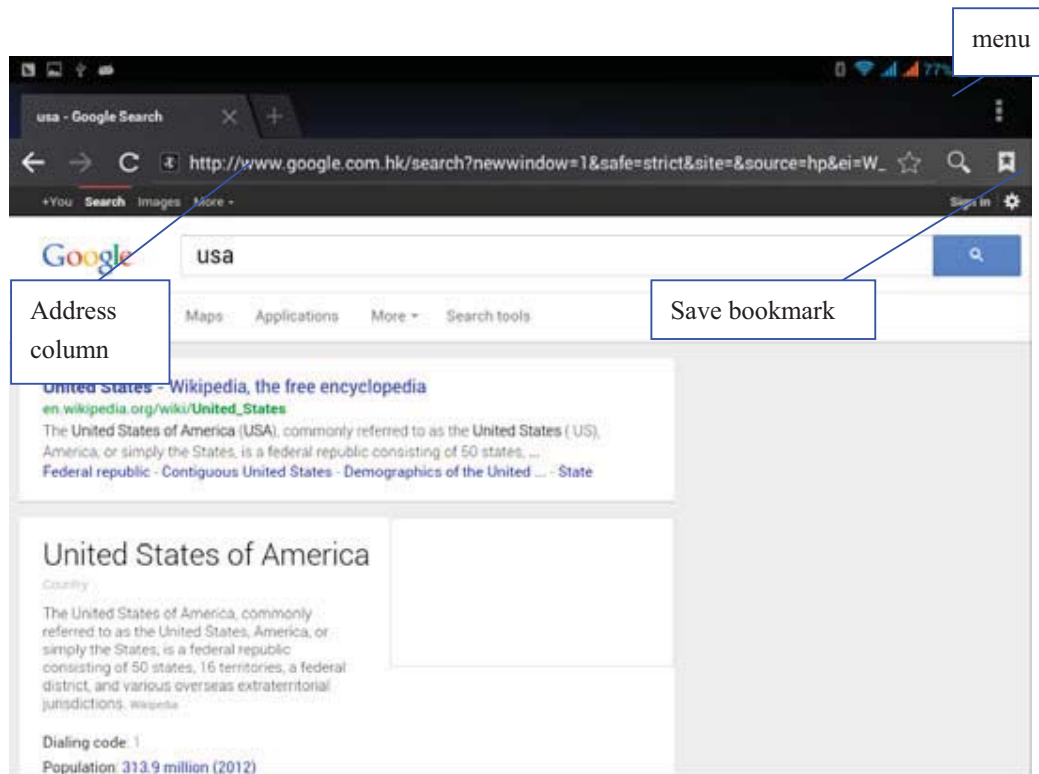 menu
77%
usa - Google Search
http://www.google.com.hk/search?newwindow=1&safe=strict&site=&source=hp&ei=W_
+You Search Images More
Sign in
Google
usa
Address
column
Maps Applications More Search tools
Save bookmark
United States - Wikipedia, the free encyclopedia
en.wikipedia.org/wiki/United_States
The United States of America (USA), commonly referred to as the United States ( US),
America, or simply the States, is a federal republic consisting of 50 states, ...
Federal republic - Contiguous United States - Demographics of the United ... - State
United States of America
Country
The United States of America, commonly
referred to as the United States, America, or
simply the States, is a federal republic
consisting of 50 states, 16 territories, a federal
district, and various overseas extraterritorial
jurisdictions. Wikipedia
Dialing code: 1
Population: 313.9 million (2012)